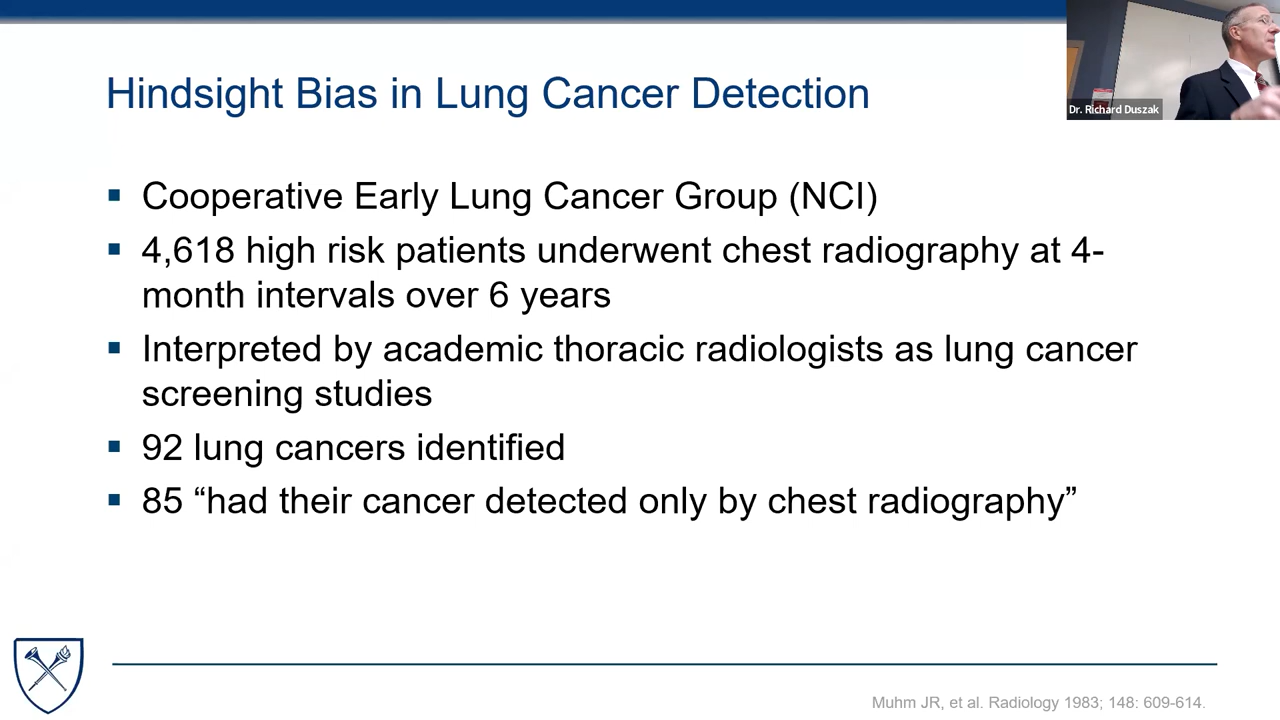 Hindsight Bias in Lung Cancer Detection
Dr. Richard Duszak
▪ Cooperative Early Lung Cancer Group (NCI)
▪ 4,618 high risk patients underwent chest radiography at 4-
month intervals over 6 years
▪ Interpreted by academic thoracic radiologists as lung cancer
screening studies
▪ 92 lung cancers identified
▪ 85 “had their cancer detected only by chest radiography”
Muhm JR, et al. Radiology 1983; 148: 609-614.